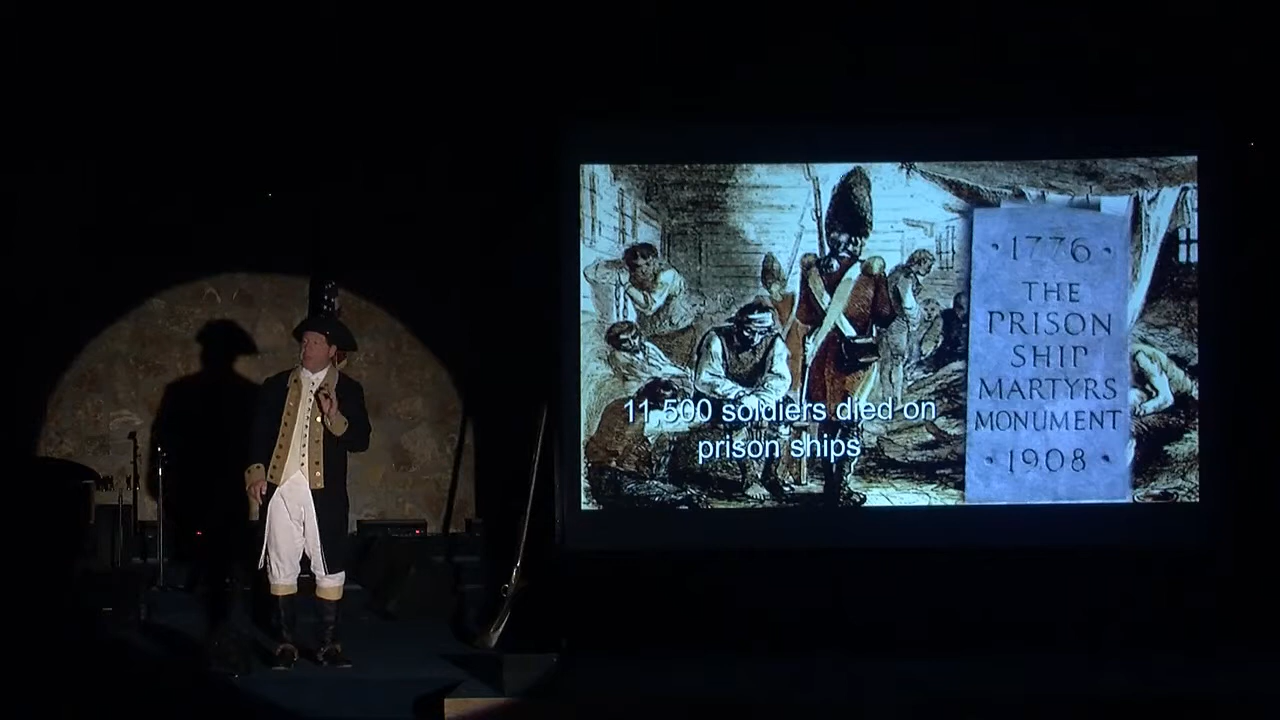 11,500 soldiers died on
prison ships
· 1776 ·
THE
PRISON
SHIP
MARTYRS
MONUMENT
· 1908 ·